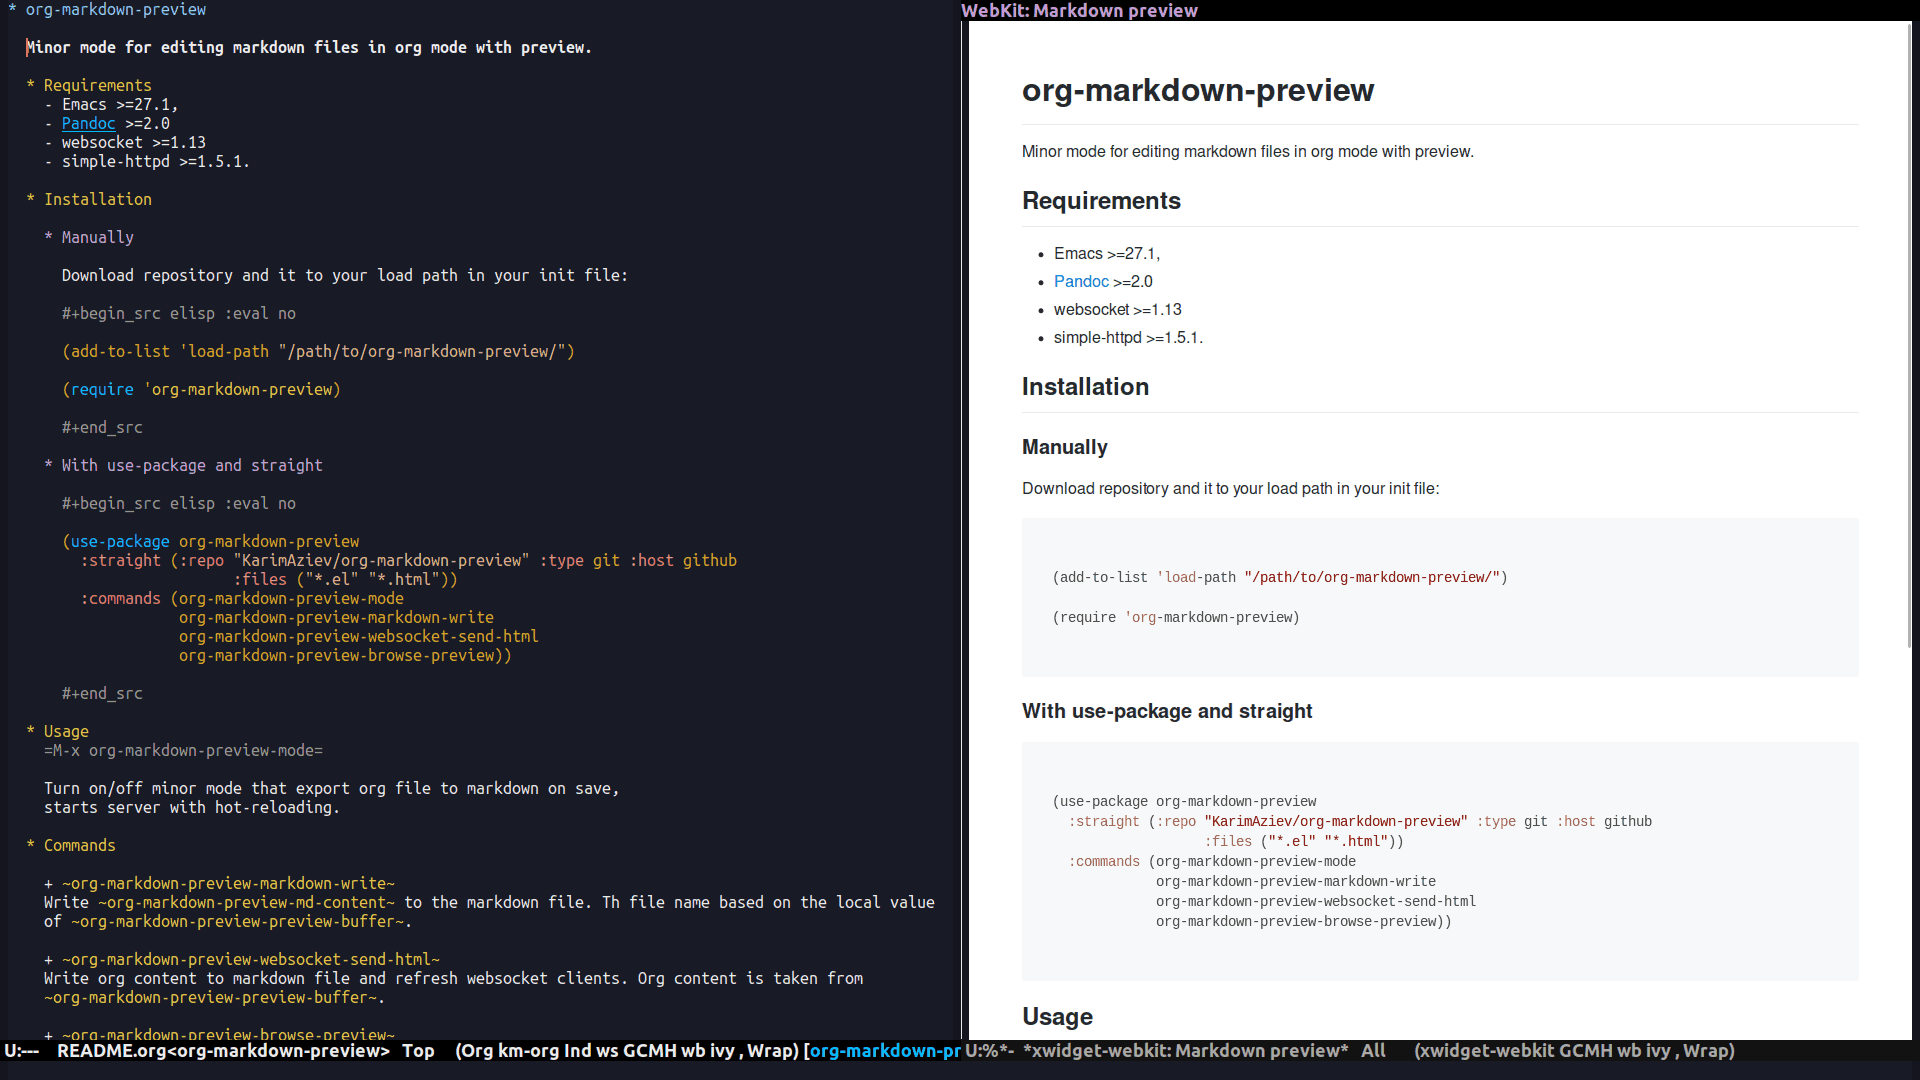 * org-markdown-preview
Minor mode for editing markdown files in org mode with preview.
* Requirements
- Emacs >=27.1,
- Pandoc >=2.0
- websocket >=1.13
- simple-httpd >=1.5.1.
* Installation
* Manually
Download repository and it to your load path in your init file:
#+begin_src elisp :eval no
(add-to-list 'load-path "/path/to/org-markdown-preview/")
(require 'org-markdown-preview)
#+end_src
* With use-package and straight
#+begin_src elisp :eval no
(use-package org-markdown-preview
:straight (:repo "KarimAziev/org-markdown-preview" :type git :host github
:files ("*.el" "*.html"))
:commands (org-markdown-preview-mode
org-markdown-preview-markdown-write
org-markdown-preview-websocket-send-html
org-markdown-preview-browse-preview))
#+end_src
* Usage
=M-x org-markdown-preview-mode=
Turn on/off minor mode that export org file to markdown on save,
starts server with hot-reloading.
* Commands
+ ~org-markdown-preview-markdown-write~
Write ~org-markdown-preview-md-content~ to the markdown file. Th file name based on the local value
of ~org-markdown-preview-preview-buffer~.
+ ~org-markdown-preview-websocket-send-html~
Write org content to markdown file and refresh websocket clients. Org content is taken from
~org-markdown-preview-preview-buffer~.
+ ~org-markdown-preview-browse-preview~
U:--- README.org<org-markdown-preview> Top (Org km-org Ind ws GCMH wb ivy , Wrap) [org-markdown-pr
WebKit: Markdown preview
org-markdown-preview
Minor mode for editing markdown files in org mode with preview.
Requirements
• Emacs >=27.1,
• Pandoc >=2.0
• websocket >=1.13
• simple-httpd >=1.5.1.
Installation
Manually
Download repository and it to your load path in your init file:
(add-to-list 'load-path "/path/to/org-markdown-preview/")
(require 'org-markdown-preview)
With use-package and straight
(use-package org-markdown-preview
:straight (:repo "KarimAziev/org-markdown-preview" :type git :host github
:files ("*.el" "*.html"))
:commands (org-markdown-preview-mode
org-markdown-preview-markdown-write
org-markdown-preview-websocket-send-html
org-markdown-preview-browse-preview))
Usage
U:%*- *xwidget-webkit: Markdown preview* All (xwidget-webkit GCMH wb ivy , Wrap)